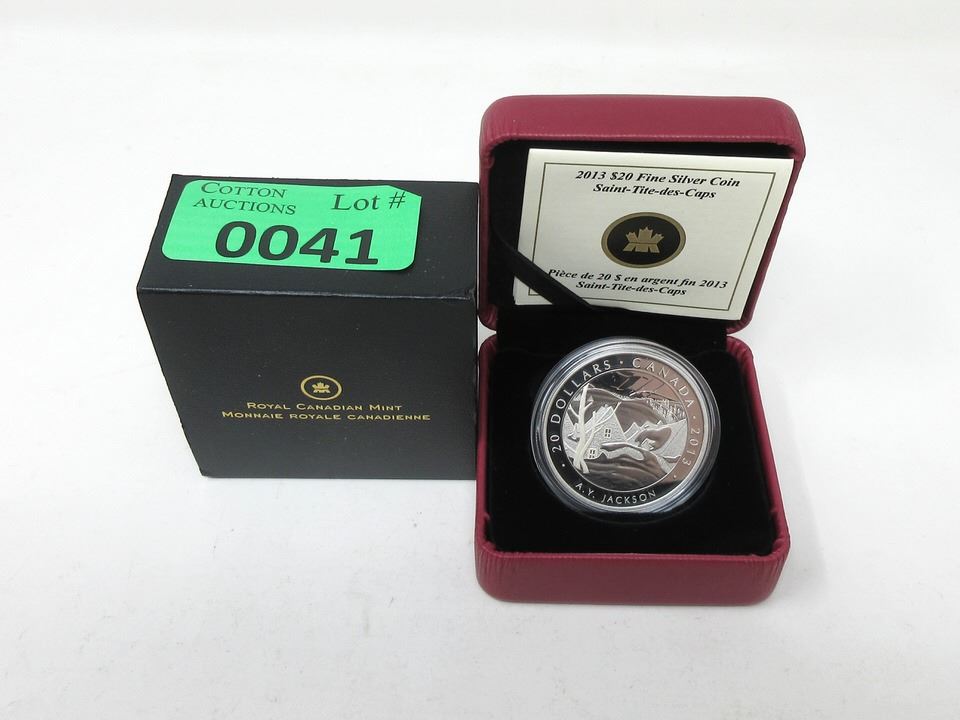 COTTON
AUCTIONS
Lot #
0041
ROYAL CANADIAN MINT
MONNAIE ROYALE CANADIENNE
2013 $20 Fine Silver Coin
Saint-Tite-des-Caps
Pièce de 20 $ en argent fin 2013
Saint-Tite-des-Caps
20 DOLLARS · CANADA · 2013 ·
A.Y. JACKSON